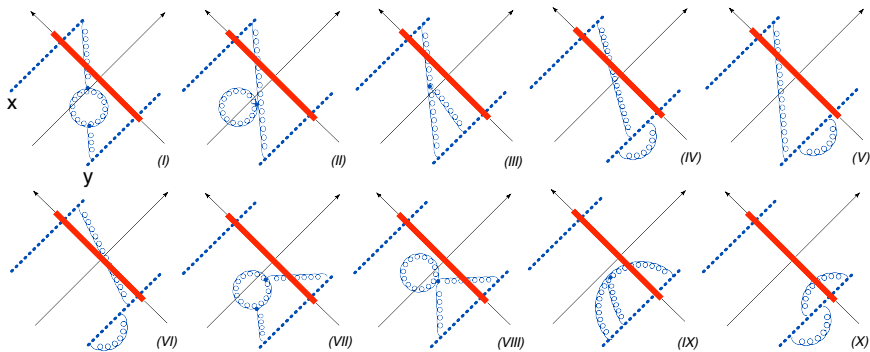 x
y
(I)
(II)
(III)
(IV)
(V)
(VI)
(VII)
(VIII)
(IX)
(X)